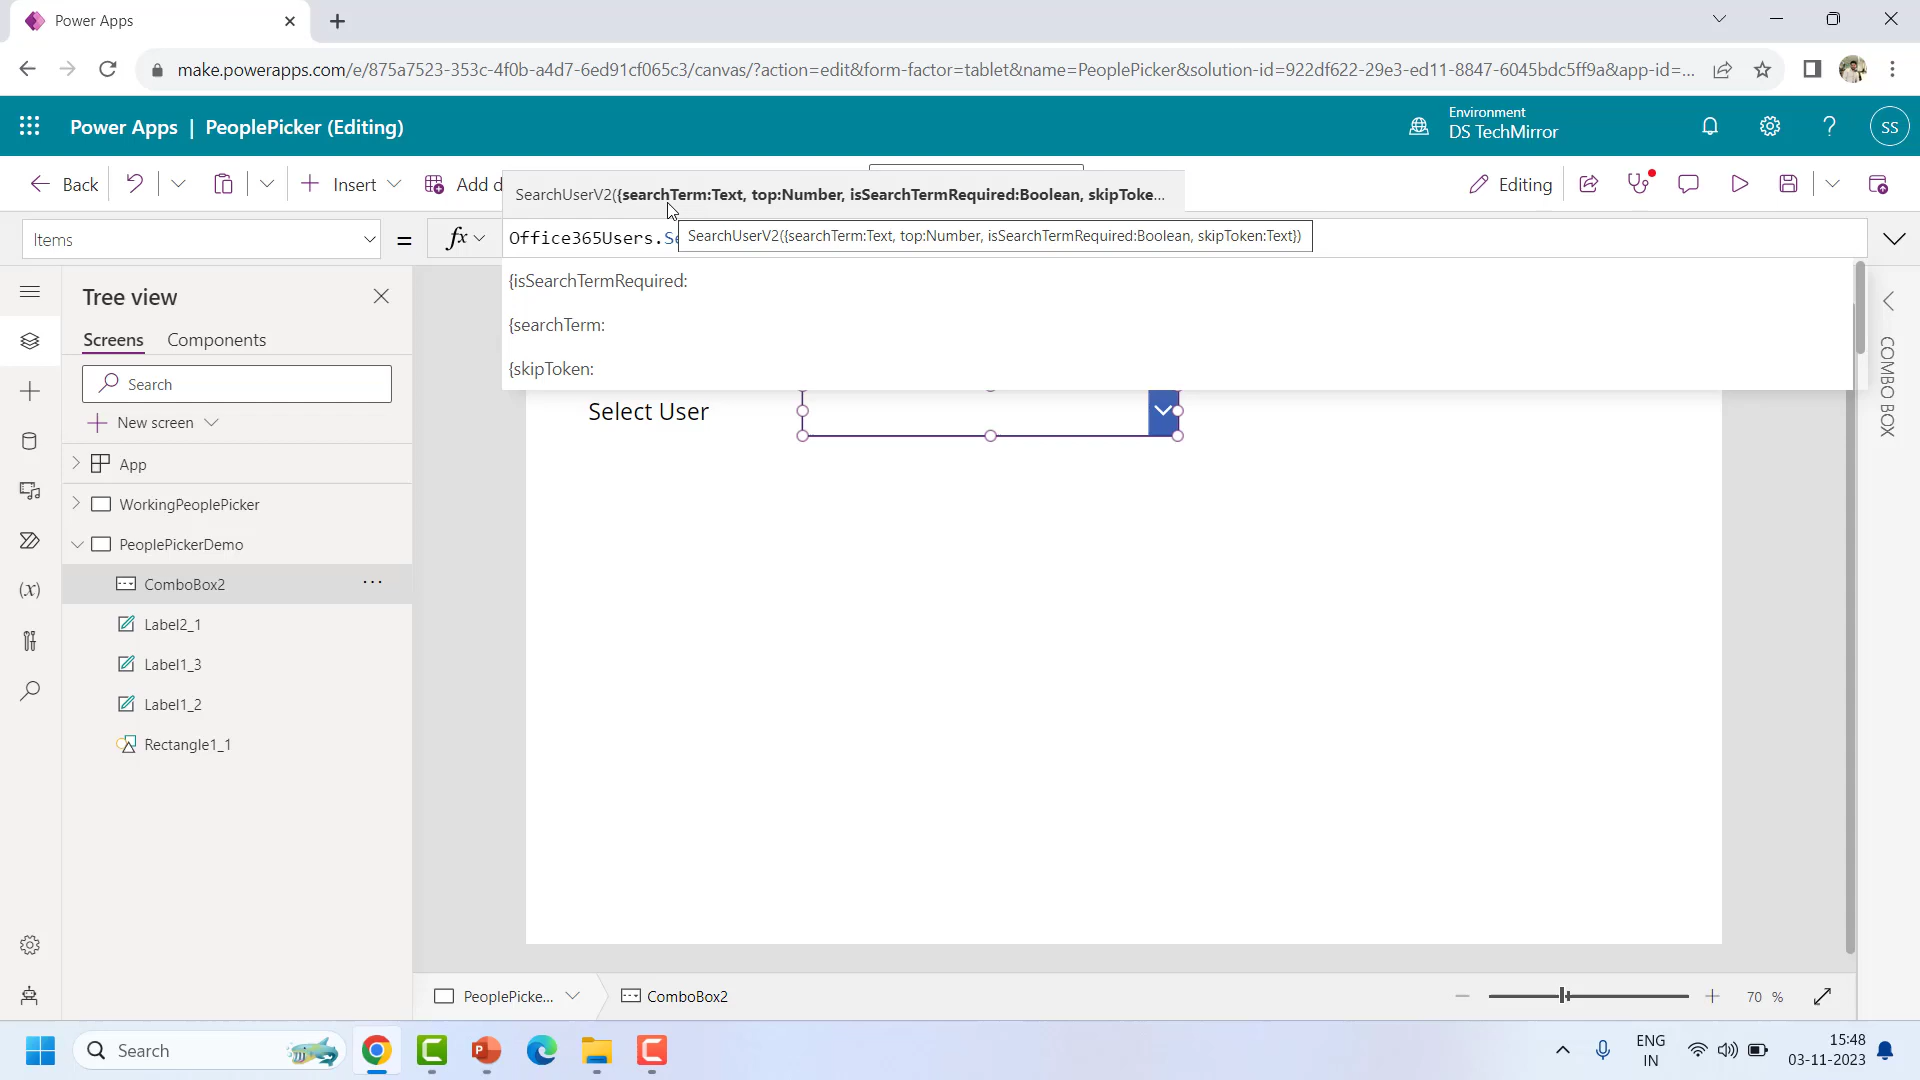 Power Apps
make.powerapps.com/e/875a7523-353c-4f0b-a4d7-6ed91cf065c3/canvas/?action=edit&form-factor=tablet&name=PeoplePicker&solution-id=922df622-29e3-ed11-8847-6045bdc5ff9a&app-id=...
Power Apps | PeoplePicker (Editing)
Environment
DS TechMirror
?
SS
Back
Insert
Add d
SearchUserV2({searchTerm:Text, top:Number, isSearchTermRequired:Boolean, skipToke...
Editing
Items
=
fx
Office365Users.Se
SearchUserV2({searchTerm:Text, top:Number, isSearchTermRequired:Boolean, skipToken:Text})
{isSearchTermRequired:
{searchTerm:
{skipToken:
Tree view
Screens
Components
Search
New screen
App
WorkingPeoplePicker
PeoplePickerDemo
ComboBox2
...
Label2_1
Label1_3
Label1_2
Rectangle1_1
(x)
Select User
COMBO BOX
PeoplePicke...
ComboBox2
70 %
Search
ENG
IN
15:48
03-11-2023